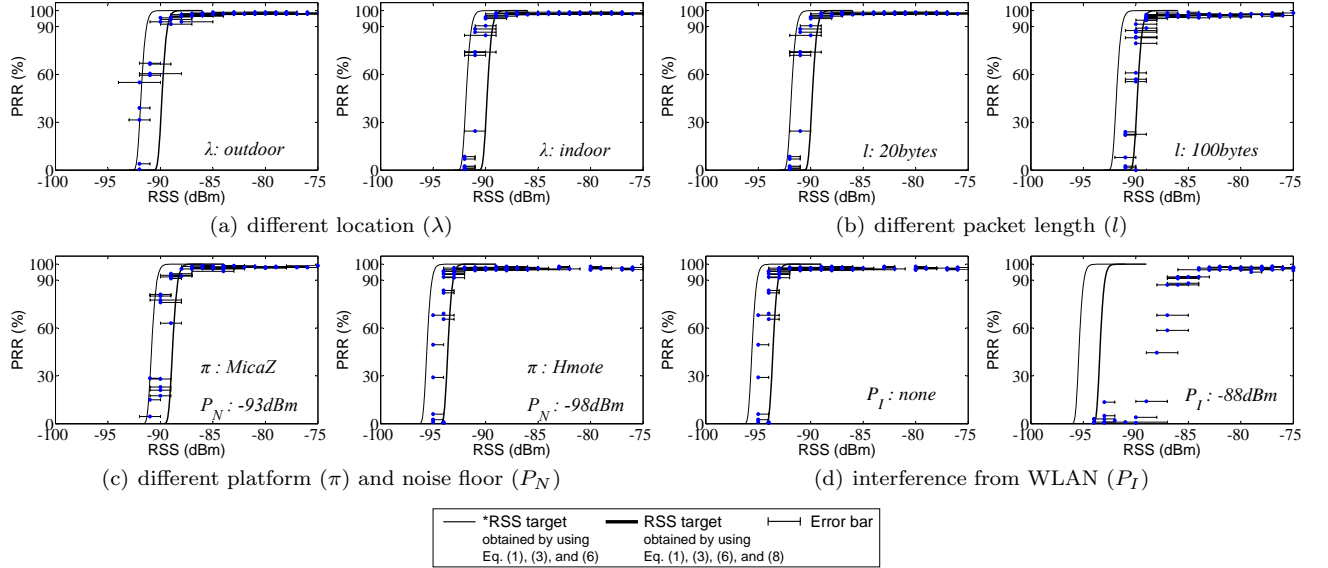 PRR (%)
100
90
60
30
0
λ: outdoor
-100
-95
-90
-85
-80
-75
RSS (dBm)
PRR (%)
100
90
60
30
0
λ: indoor
-100
-95
-90
-85
-80
-75
RSS (dBm)
(a) different location (λ)
PRR (%)
100
90
60
30
0
l: 20bytes
-100
-95
-90
-85
-80
-75
RSS (dBm)
PRR (%)
100
90
60
30
0
l: 100bytes
-100
-95
-90
-85
-80
-75
RSS (dBm)
(b) different packet length (l)
PRR (%)
100
90
60
30
0
π : MicaZ
P_N : -93dBm
-100
-95
-90
-85
-80
-75
RSS (dBm)
PRR (%)
100
90
60
30
0
π : Hmote
P_N : -98dBm
-100
-95
-90
-85
-80
-75
RSS (dBm)
(c) different platform (π) and noise floor (P_N)
PRR (%)
100
90
60
30
0
P_I : none
-100
-95
-90
-85
-80
-75
RSS (dBm)
PRR (%)
100
90
60
30
0
P_I : -88dBm
-100
-95
-90
-85
-80
-75
RSS (dBm)
(d) interference from WLAN (P_I)
*RSS target
obtained by using
Eq. (1), (3), and (6)
RSS target
obtained by using
Eq. (1), (3), (6), and (8)
Error bar